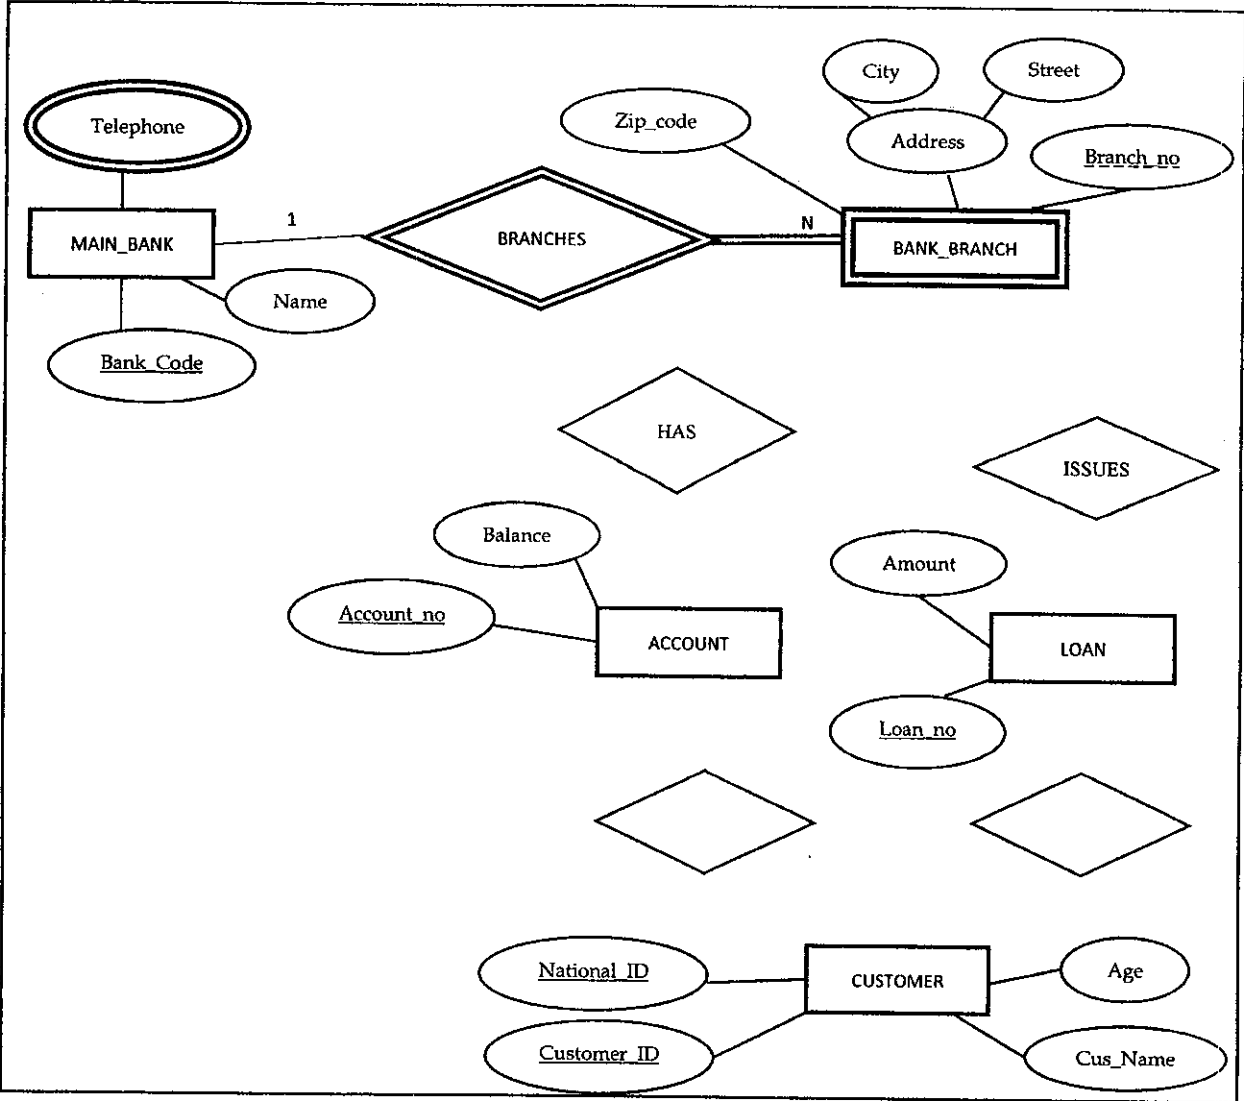 City
Street
Zip_code
Telephone
Address
Branch_no
1
N
MAIN_BANK
BRANCHES
BANK_BRANCH
Name
Bank_Code
HAS
ISSUES
Balance
Amount
Account_no
ACCOUNT
LOAN
Loan_no
National_ID
CUSTOMER
Age
Customer_ID
Cus_Name